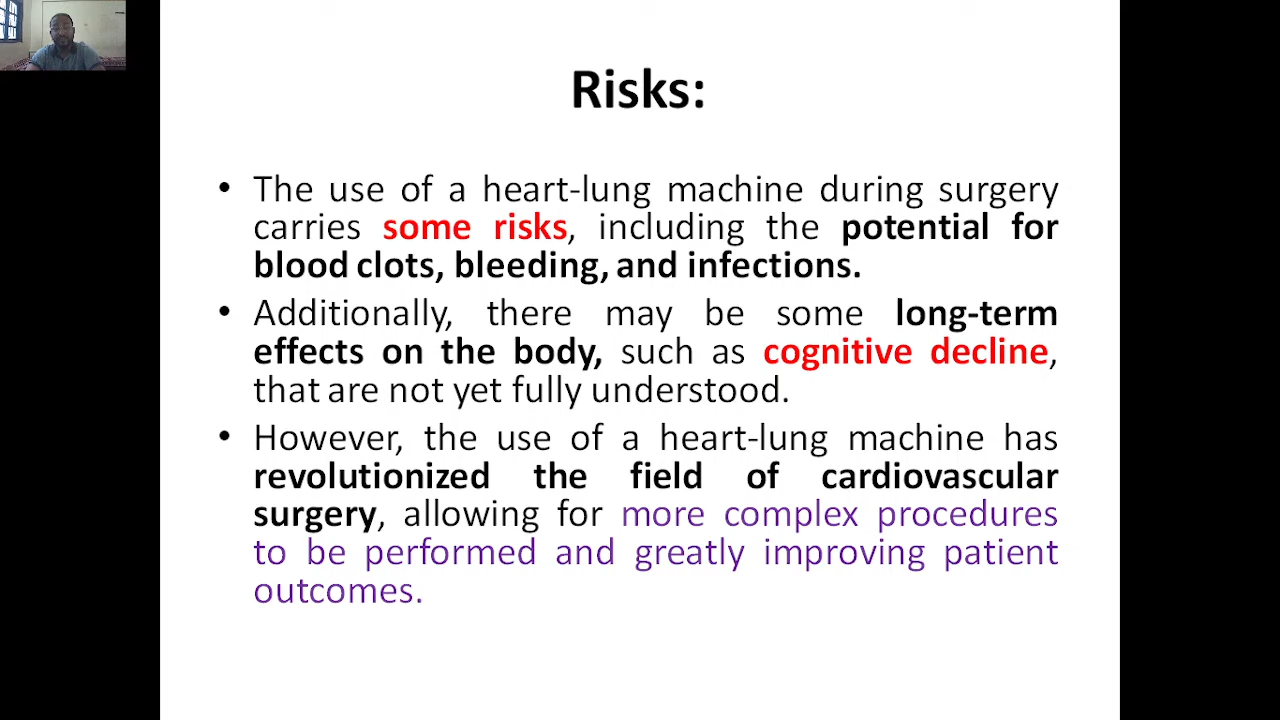 Risks:
• The use of a heart-lung machine during surgery
carries some risks, including the potential for
blood clots, bleeding, and infections.
• Additionally, there may be some long-term
effects on the body, such as cognitive decline,
that are not yet fully understood.
• However, the use of a heart-lung machine has
revolutionized the field of cardiovascular
surgery, allowing for more complex procedures
to be performed and greatly improving patient
outcomes.